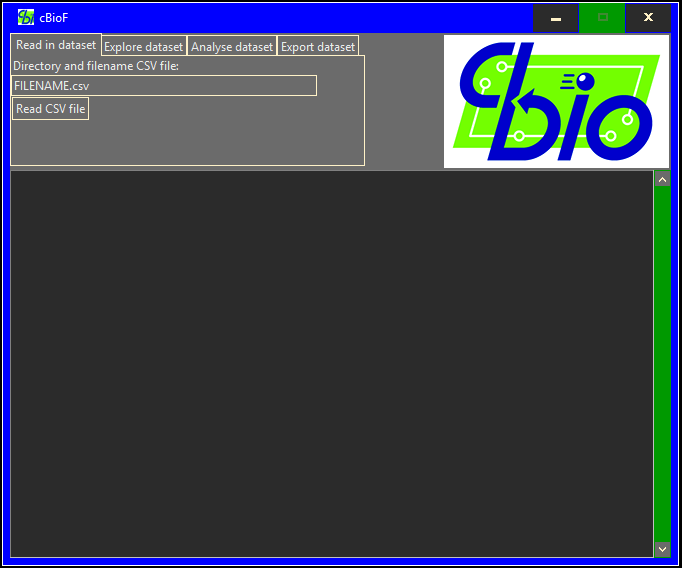 cBioF
Read in dataset Explore dataset Analyse dataset Export dataset
Directory and filename CSV file:
FILENAME.csv
Read CSV file
cbio